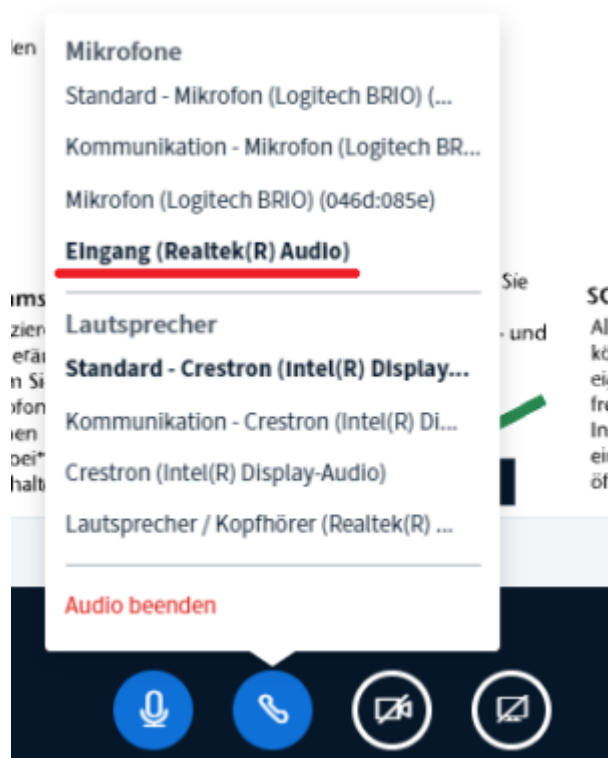 len
Mikrofone
Standard - Mikrofon (Logitech BRIO) (...
Kommunikation - Mikrofon (Logitech BR...
Mikrofon (Logitech BRIO) (046d:085e)
Eingang (Realtek(R) Audio)
Lautsprecher
Standard - Crestron (Intel(R) Display...
Kommunikation - Crestron (Intel(R) Di...
Crestron (Intel(R) Display-Audio)
Lautsprecher / Kopfhörer (Realtek(R) ...
Audio beenden
Sie
- und